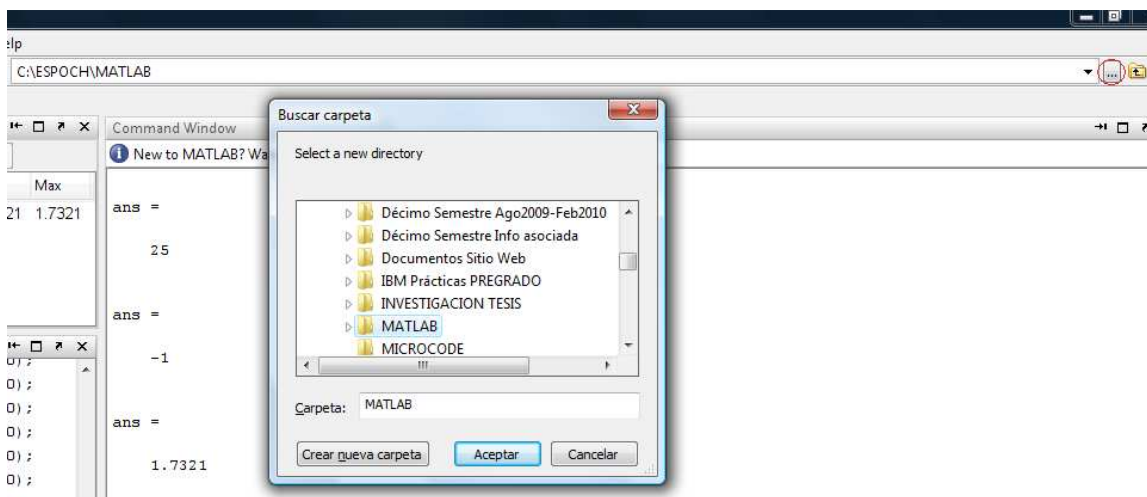 elp
C:\ESPOCH\MATLAB
...
Command Window
New to MATLAB? Wa
Max
21 1.7321
ans =
25
ans =
-1
ans =
1.7321
0);
0);
0);
0);
0);
0);
Buscar carpeta
Select a new directory
Décimo Semestre Ago2009-Feb2010
Décimo Semestre Info asociada
Documentos Sitio Web
IBM Prácticas PREGRADO
INVESTIGACION TESIS
MATLAB
MICROCODE
Carpeta: MATLAB
Crear nueva carpeta Aceptar Cancelar